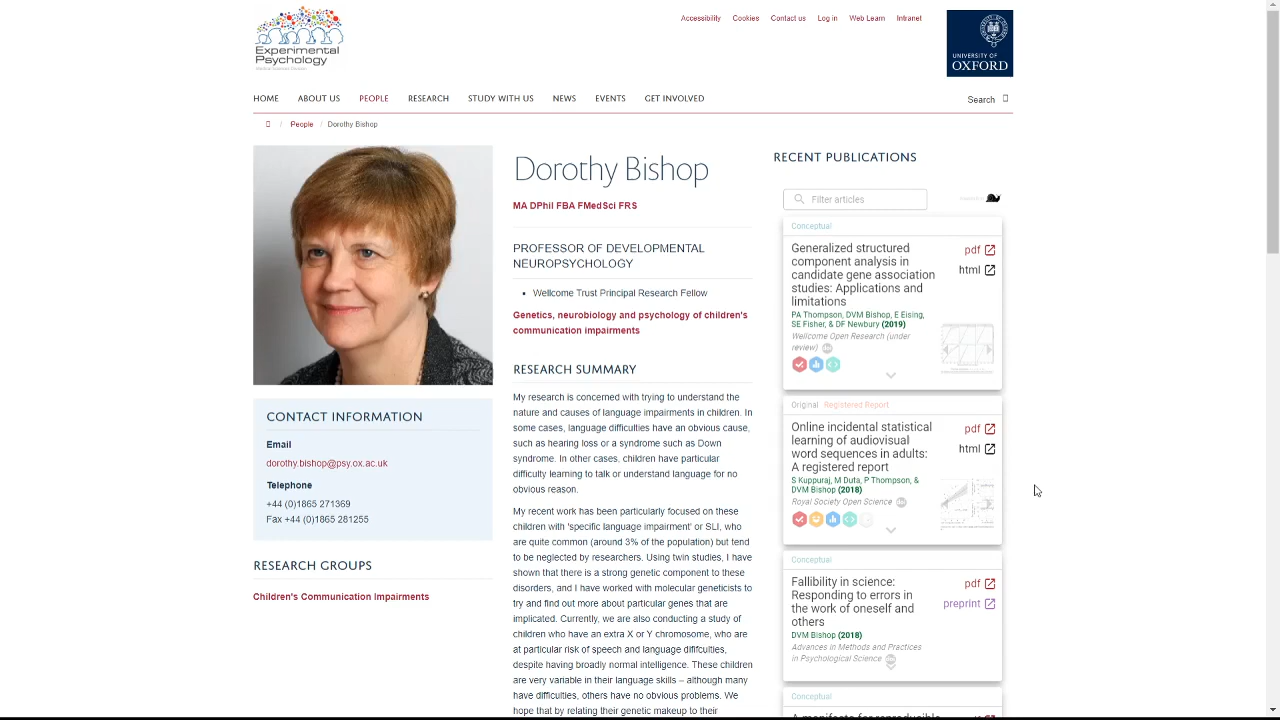 Experimental
Psychology
Accessibility
Cookies
Contact us
Log in
Web Learn
Intranet
UNIVERSITY OF
OXFORD
HOME
ABOUT US
PEOPLE
RESEARCH
STUDY WITH US
NEWS
EVENTS
GET INVOLVED
Search
/ People / Dorothy Bishop
CONTACT INFORMATION
Email
dorothy.bishop@psy.ox.ac.uk
Telephone
+44 (0)1865 271369
Fax +44 (0)1865 281255
RESEARCH GROUPS
Children's Communication Impairments
Dorothy Bishop
MA DPhil FBA FMedSci FRS
PROFESSOR OF DEVELOPMENTAL
NEUROPSYCHOLOGY
• Wellcome Trust Principal Research Fellow
Genetics, neurobiology and psychology of children's
communication impairments
RESEARCH SUMMARY
My research is concerned with trying to understand the
nature and causes of language impairments in children. In
some cases, language difficulties have an obvious cause,
such as hearing loss or a syndrome such as Down
syndrome. In other cases, children have particular
difficulty learning to talk or understand language for no
obvious reason.
My recent work has been particularly focused on these
children with 'specific language impairment' or SLI, who
are quite common (around 3% of the population) but tend
to be neglected by researchers. Using twin studies, I have
shown that there is a strong genetic component to these
disorders, and I have worked with molecular geneticists to
try and find out more about particular genes that are
implicated. Currently, we are also conducting a study of
children who have an extra X or Y chromosome, who are
at particular risk of speech and language difificulties,
despite having broadly normal intelligence. These children
are very variable in their language skills – although many
have difficulties, others have no obvious problems. We
hope that by relating their genetic makeup to their
RECENT PUBLICATIONS
Filter articles
Conceptual
Generalized structured
component analysis in
candidate gene association
studies: Applications and
limitations
pdf
html
PA Thompson, DVM Bishop, E Eising,
SE Fisher, & DF Newbury (2019)
Wellcome Open Research (under
review)
Original Registered Report
Online incidental statistical
learning of audiovisual
word sequences in adults:
A registered report
pdf
html
S Kuppuraj, M Duta, P Thompson, &
DVM Bishop (2018)
Royal Society Open Science
Conceptual
Fallibility in science:
Responding to errors in
the work of oneself and
others
pdf
preprint
DVM Bishop (2018)
Advances in Methods and Practices
in Psychological Science
Conceptual
A manifesto for reproducible